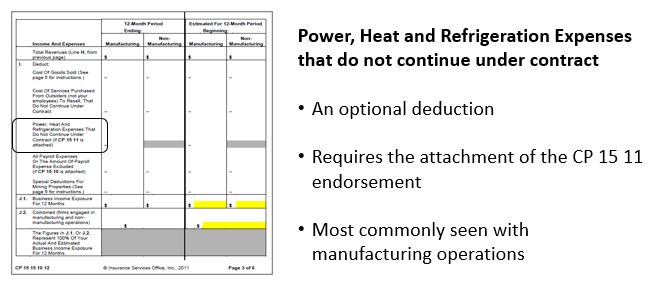 12-Month Period
Ending:
Estimated For 12-Month Period
Beginning:
Income And Expenses
Manufacturing
Non-
Manufacturing
Manufacturing
Non-
Manufacturing
Total Revenues (Line H. from
previous page)
$ $ $ $
I. Deduct:
Cost Of Goods Sold (See
page 5 for instructions.)
– – – –
Cost Of Services Purchased
From Outsiders (not your
employees) To Resell, That
Do Not Continue Under
Contract
– – – –
Power, Heat And
Refrigeration Expenses That
Do Not Continue Under
Contract (if CP 15 11 is
attached)
– –
All Payroll Expenses
Or The Amount Of Payroll
Expense Excluded
(if CP 15 10 is attached)
– – – –
Special Deductions For
Mining Properties (See
page 6 for instructions.)
– – – –
J.1. Business Income Exposure
For 12 Months
$ $ $ $
J.2. Combined (firms engaged in
manufacturing and non-
manufacturing operations)
$ $
The Figures In J.1. Or J.2.
Represent 100% Of Your
Actual And Estimated
Business Income Exposure
For 12 Months.
CP 15 15 10 12 © Insurance Services Office, Inc., 2011 Page 3 of 6
Power, Heat and Refrigeration Expenses
that do not continue under contract
• An optional deduction
• Requires the attachment of the CP 15 11
endorsement
• Most commonly seen with
manufacturing operations